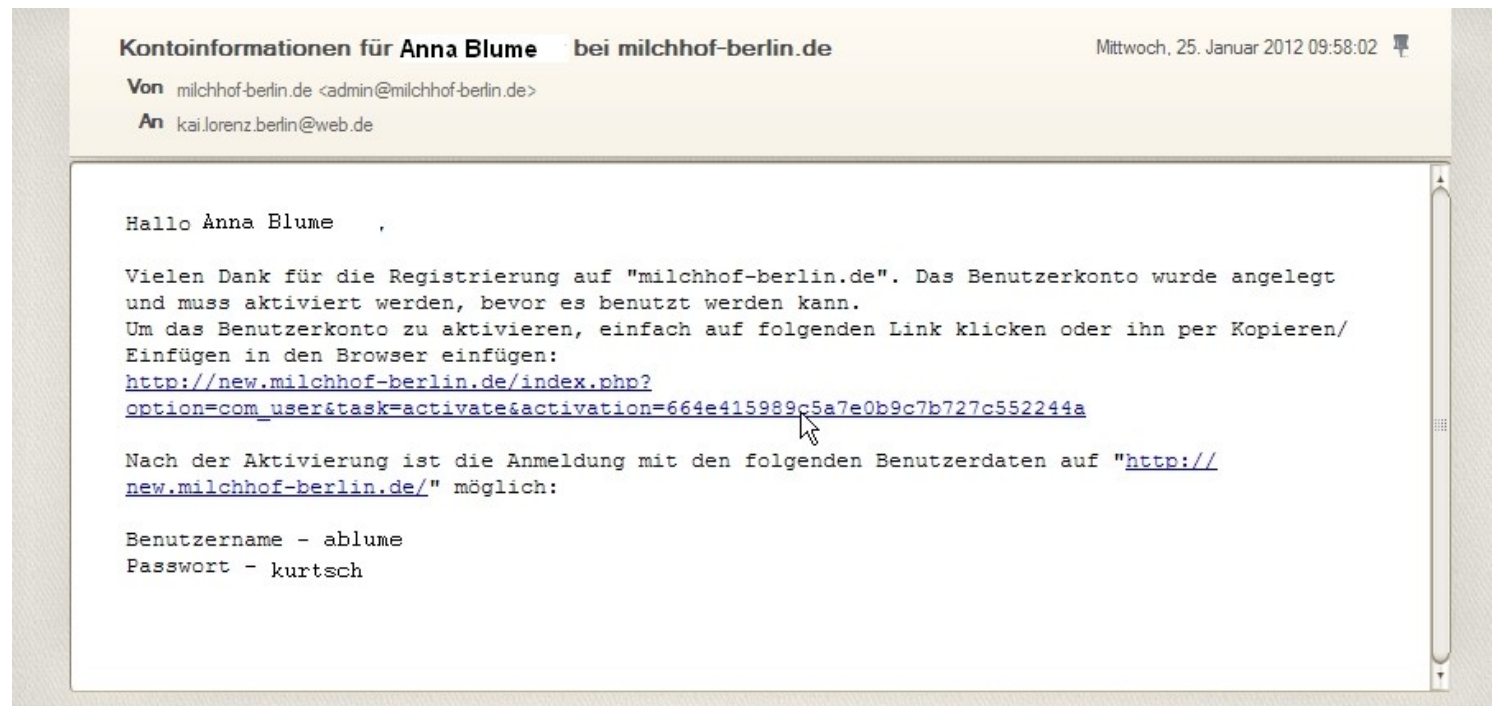 Kontoinformationen für Anna Blume bei milchhof-berlin.de
Mittwoch, 25. Januar 2012 09:58:02
Von milchhof-berlin.de <admin@milchhof-berlin.de>
An kai.lorenz.berlin@web.de
Hallo Anna Blume ,
Vielen Dank für die Registrierung auf "milchhof-berlin.de". Das Benutzerkonto wurde angelegt
und muss aktiviert werden, bevor es benutzt werden kann.
Um das Benutzerkonto zu aktivieren, einfach auf folgenden Link klicken oder ihn per Kopieren/
Einfügen in den Browser einfügen:
http://new.milchhof-berlin.de/index.php?
option=com_user&task=activate&activation=664e415989c5a7e0b9c7b727c552244a
Nach der Aktivierung ist die Anmeldung mit den folgenden Benutzerdaten auf "http://
new.milchhof-berlin.de/" möglich:
Benutzername - ablume
Passwort - kurtsch